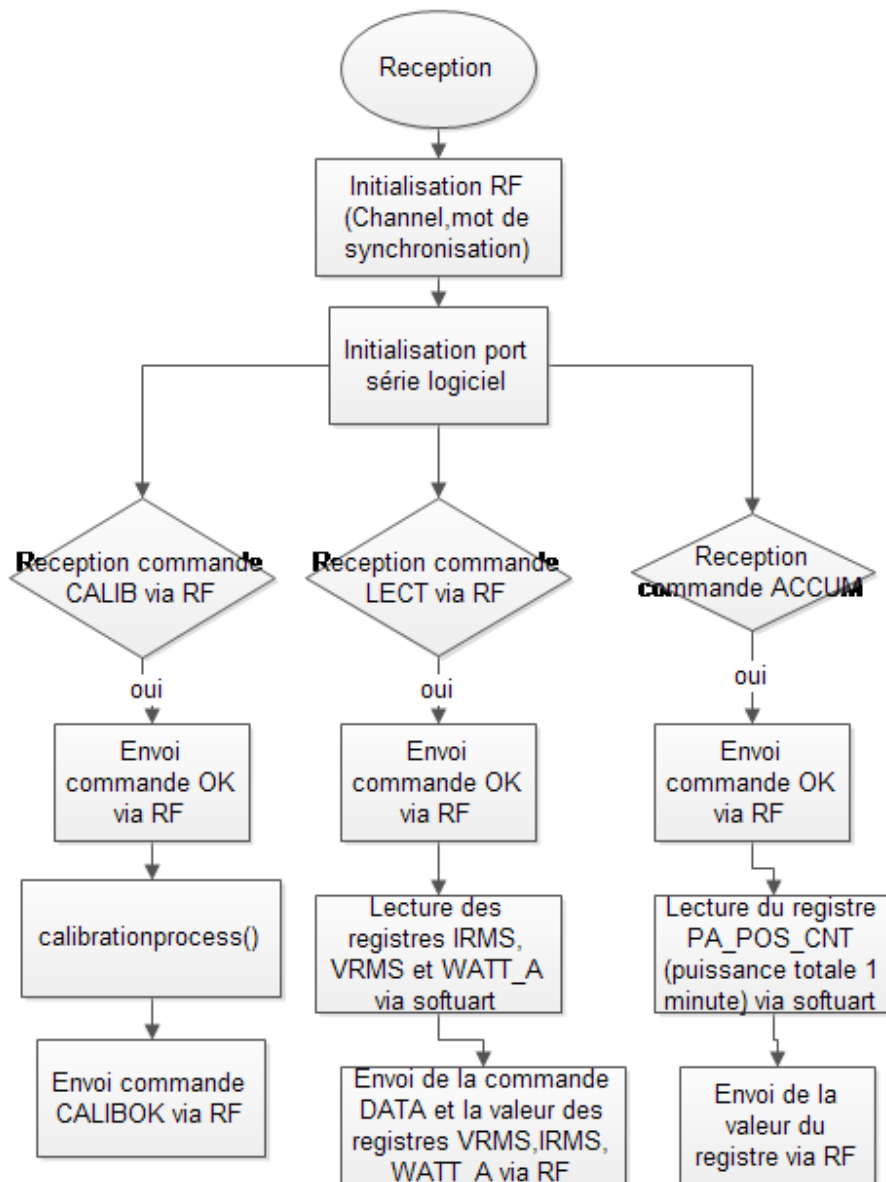 Reception
Initialisation RF
(Channel,mot de
synchronisation)
Initialisation port
série logiciel
Reception commande
CALIB via RF
Reception commande
LECT via RF
Reception
commande ACCUM
oui
oui
oui
Envoi
commande OK
via RF
Envoi
commande OK
via RF
Envoi
commande OK
via RF
calibrationprocess()
Lecture des
registres IRMS,
VRMS et WATT_A
via softuart
Lecture du registre
PA_POS_CNT
(puissance totale 1
minute) via softuart
Envoi commande
CALIBOK via RF
Envoi de la commande
DATA et la valeur des
registres VRMS,IRMS,
WATT_A via RF
Envoi de la
valeur du
registre via RF